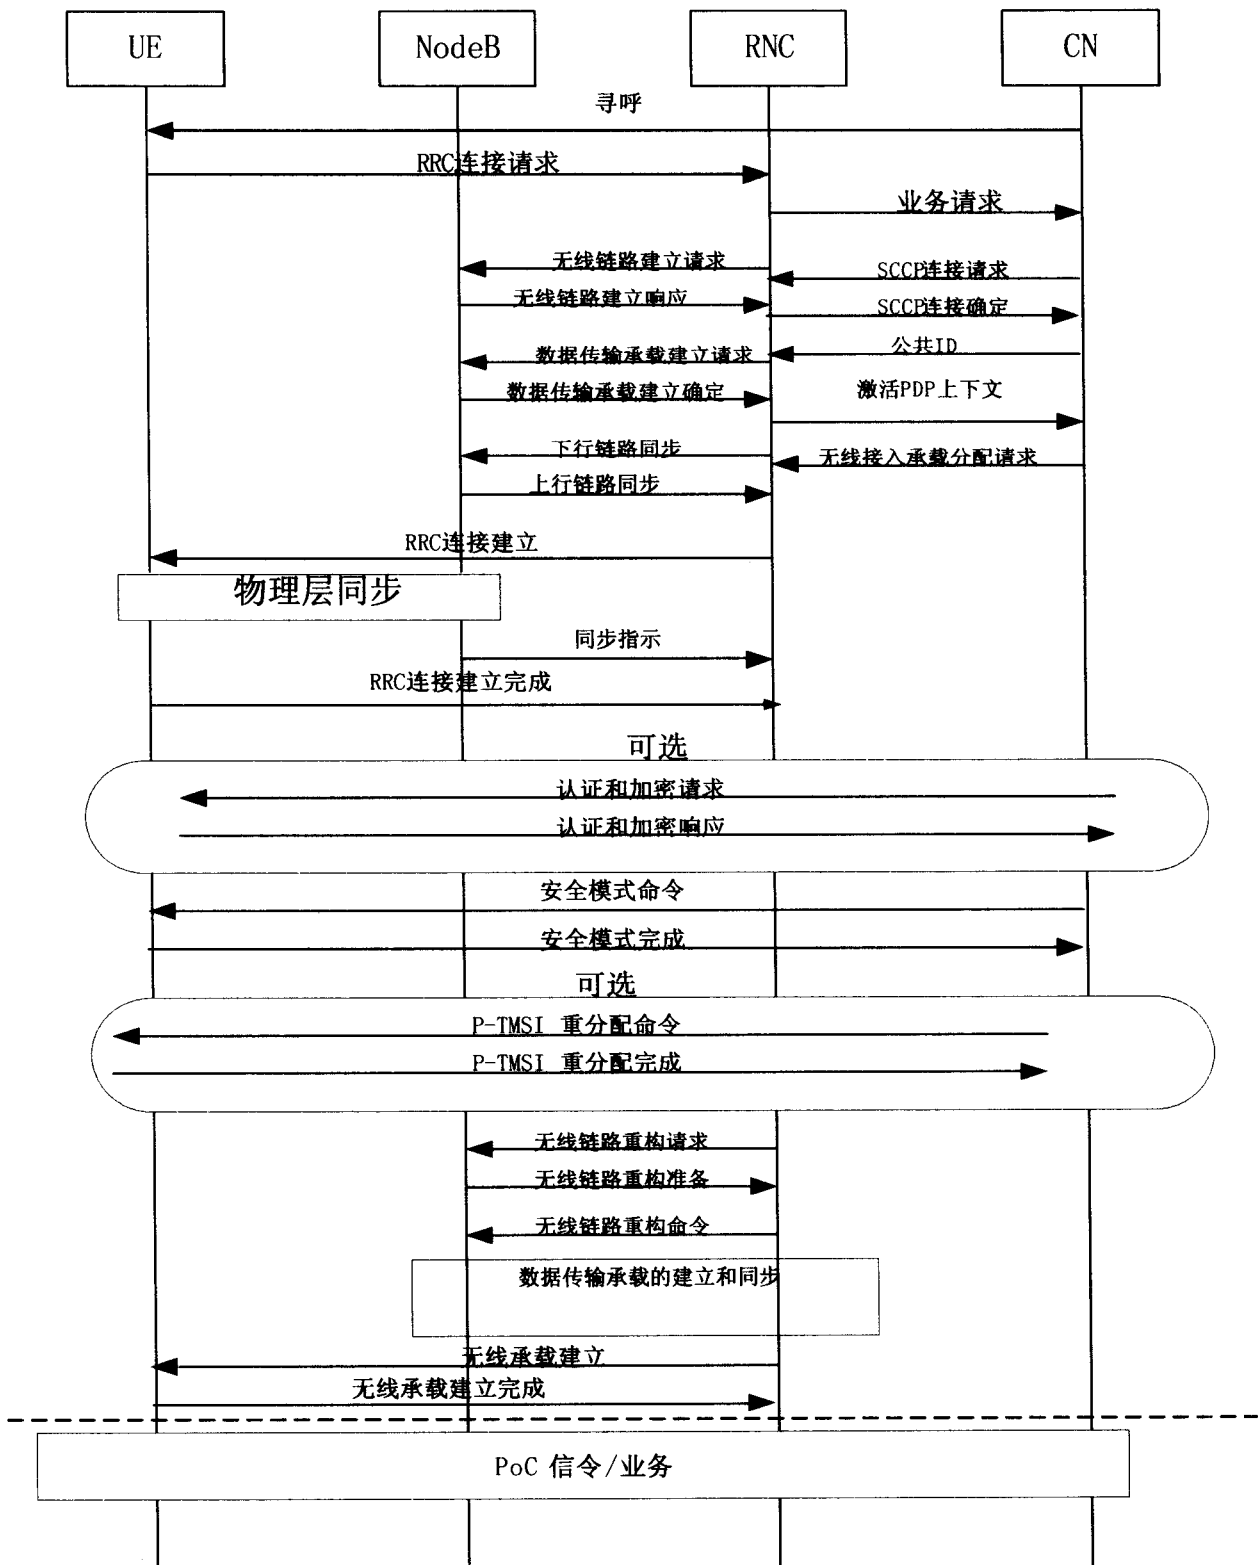 UE
NodeB
RNC
CN
寻呼
RRC连接请求
业务请求
无线链路建立请求
SCCP连接请求
无线链路建立响应
SCCP连接确定
公共ID
数据传输承载建立请求
数据传输承载建立确定
激活PDP上下文
下行链路同步
无线接入承载分配请求
上行链路同步
RRC连接建立
物理层同步
同步指示
RRC连接建立完成
可选
认证和加密请求
认证和加密响应
安全模式命令
安全模式完成
可选
P-TMSI 重分配命令
P-TMSI 重分配完成
无线链路重构请求
无线链路重构准备
无线链路重构命令
数据传输承载的建立和同步
无线承载建立
无线承载建立完成
PoC 信令/业务